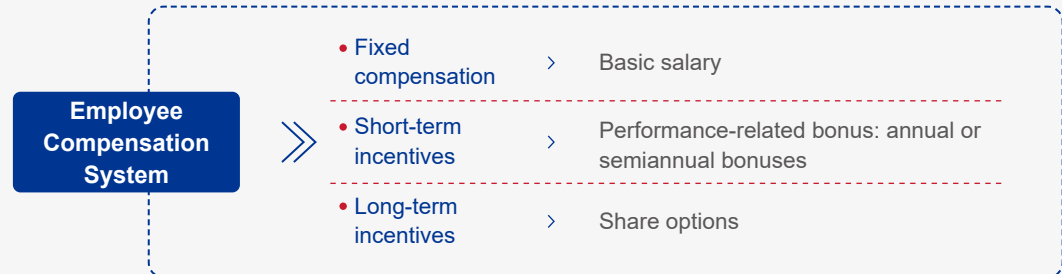 Employee
Compensation
System
• Fixed
compensation
Basic salary
• Short-term
incentives
Performance-related bonus: annual or
semiannual bonuses
• Long-term
incentives
Share options